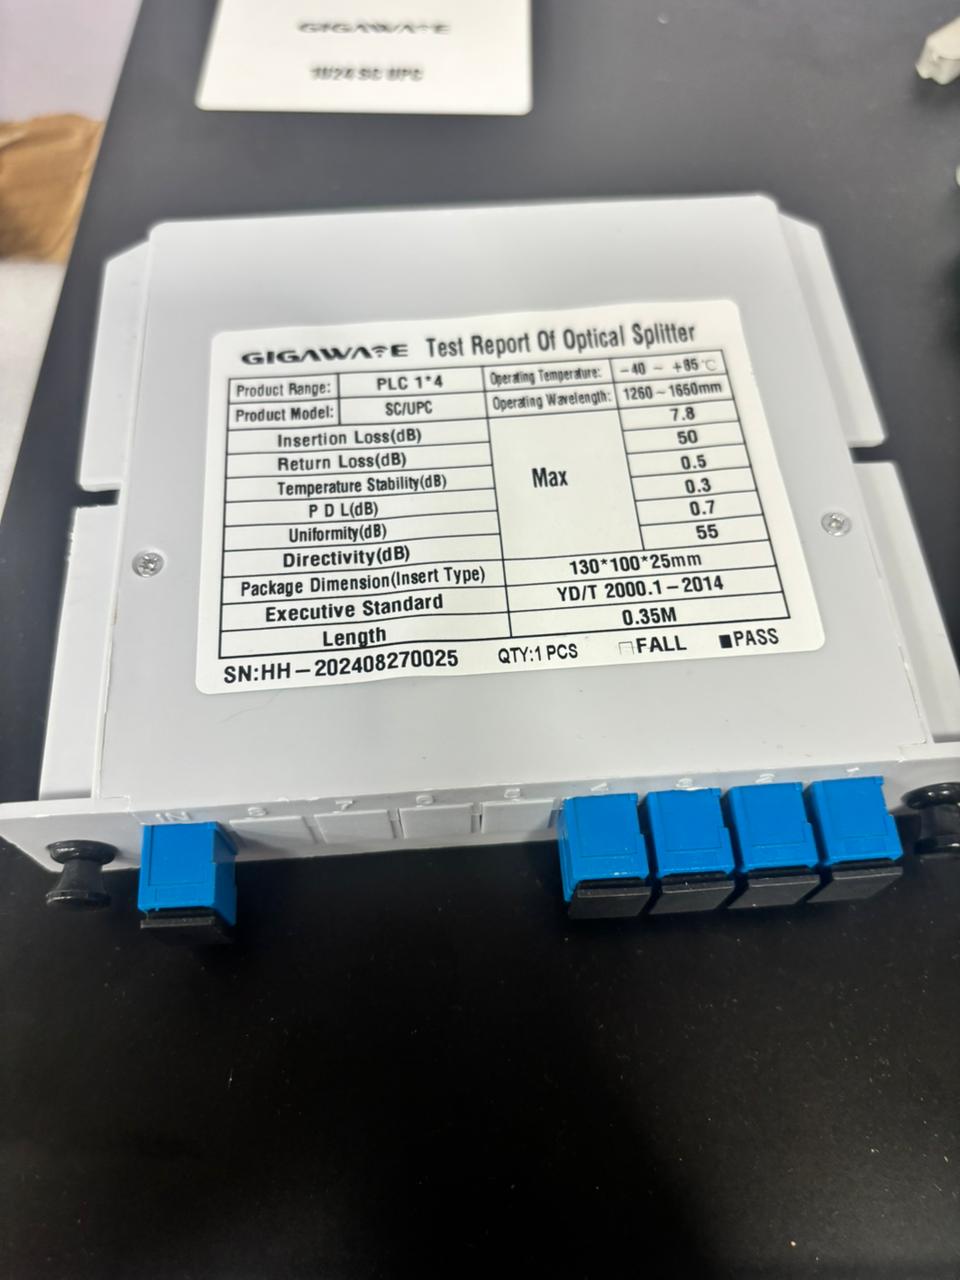 GIGAWAVE
GIGAWAVE Test Report Of Optical Splitter
Product Range: PLC 1*4 Operating Temperature: -40 ~ +85℃
Product Model: SC/UPC Operating Wavelength: 1260~1650mm
Insertion Loss(dB) Max 7.8
Return Loss(dB) 50
Temperature Stability(dB) 0.5
P D L(dB) 0.3
Uniformity(dB) 0.7
Directivity(dB) 55
Package Dimension(Insert Type) 130*100*25mm
Executive Standard YD/T 2000.1-2014
Length 0.35M
SN:HH-202408270025 QTY:1 PCS □FALL ■PASS
IN 8 7 6 5 4 3 2 1